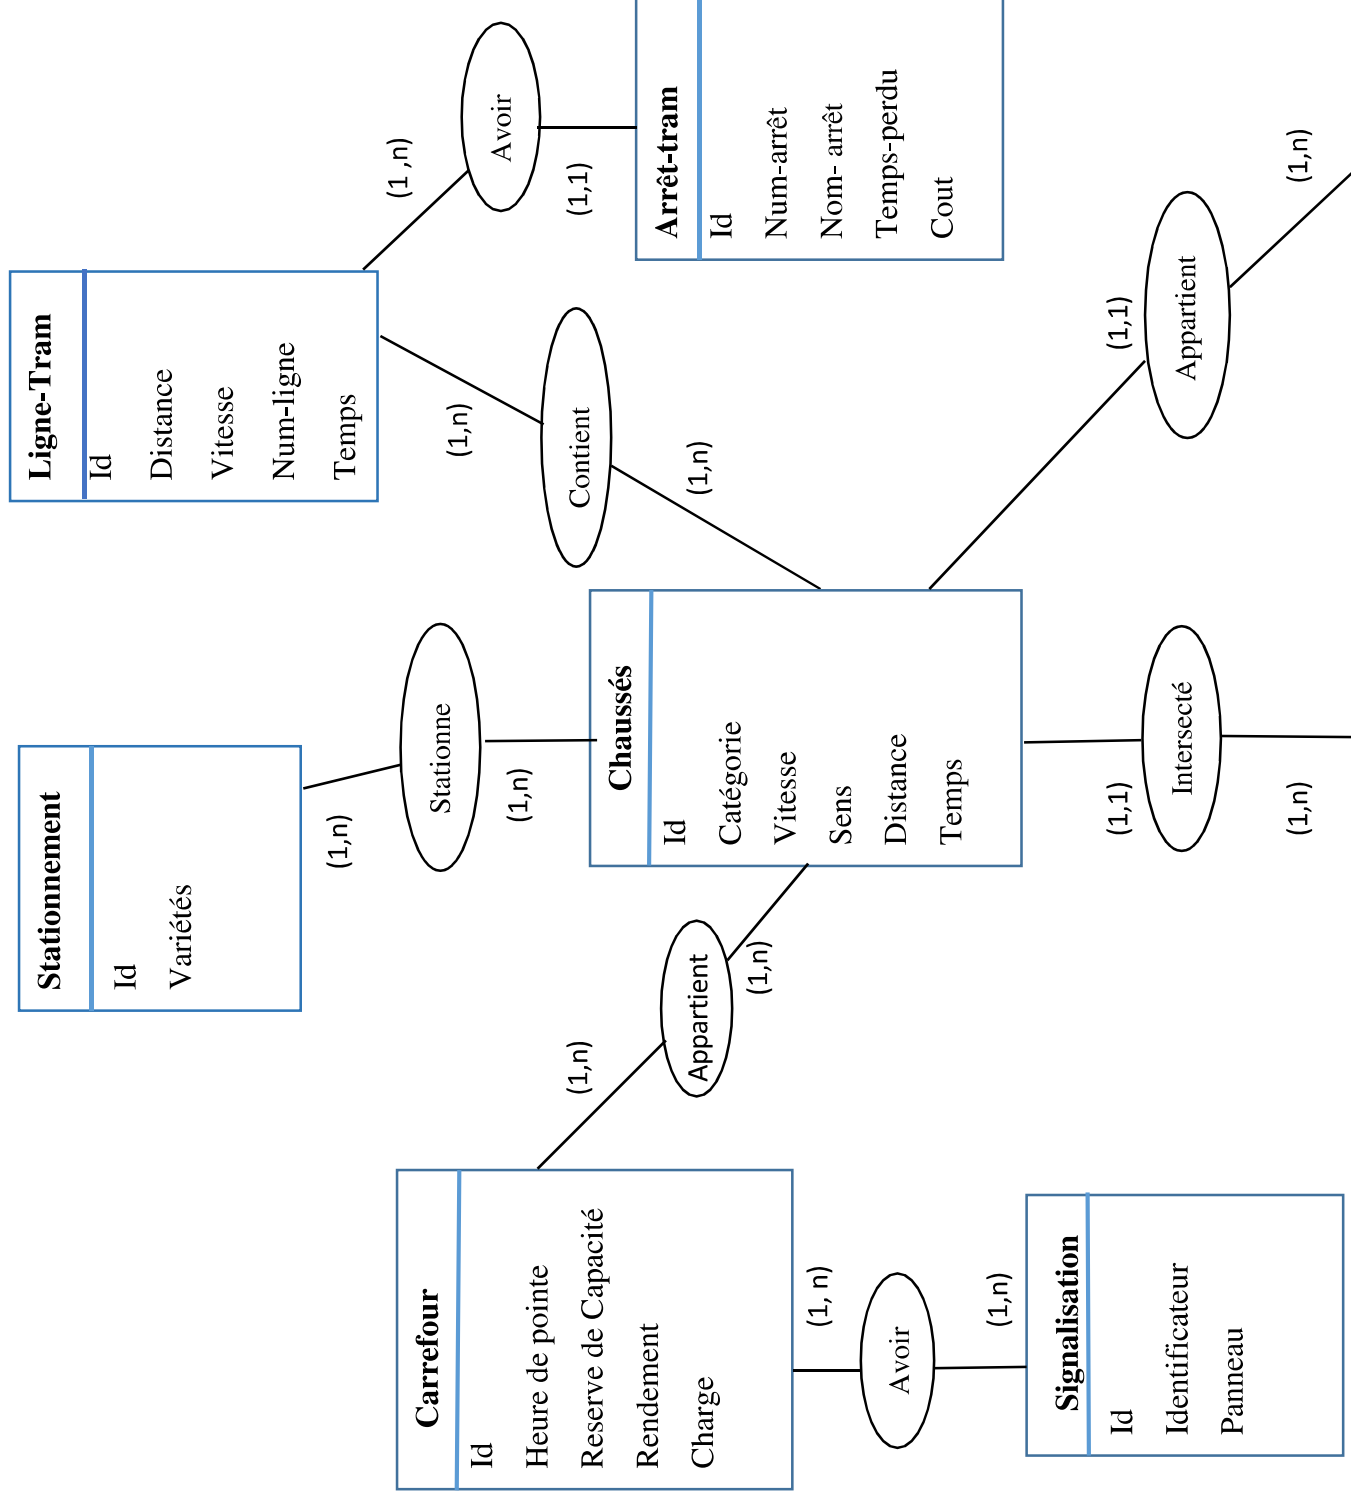 Ligne-Tram
Id
Distance
Vitesse
Num-ligne
Temps
(1 ,n)
Avoir
(1,1)
Arrêt-tram
Id
Num-arrêt
Nom- arrêt
Temps-perdu
Cout
(1,n)
Contient
(1,n)
Stationnement
Id
Variétés
(1,n)
Stationne
(1,n)
Chaussés
Id
Catégorie
Vitesse
Sens
Distance
Temps
(1,1)
Appartient
(1,n)
(1,1)
Intersecté
(1,n)
(1,n)
Appartient
(1,n)
Carrefour
Id
Heure de pointe
Reserve de Capacité
Rendement
Charge
(1, n)
Avoir
(1,n)
Signalisation
Id
Identificateur
Panneau